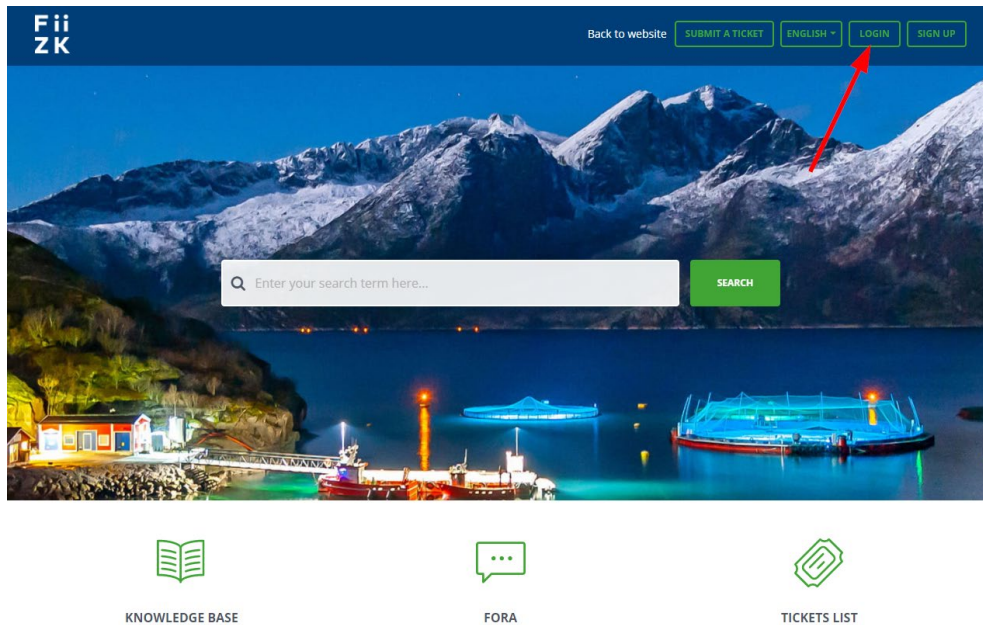 Fii
ZK
Back to website
SUBMIT A TICKET
ENGLISH
LOGIN
SIGN UP
Enter your search term here...
SEARCH
KNOWLEDGE BASE
FORA
TICKETS LIST